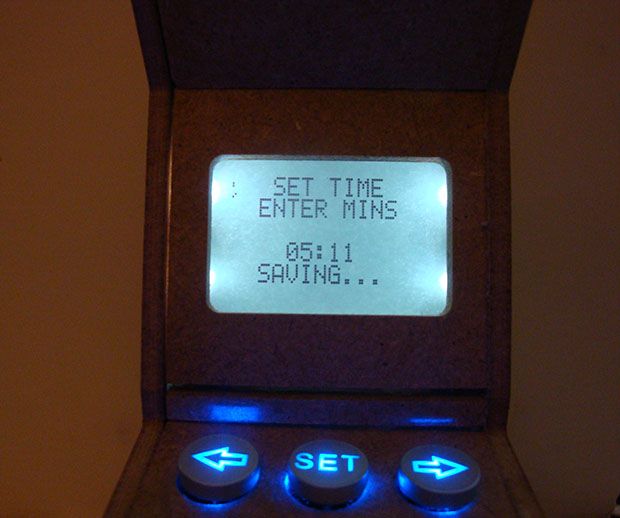 SET TIME
ENTER MINS
05:11
SAVING...
SET